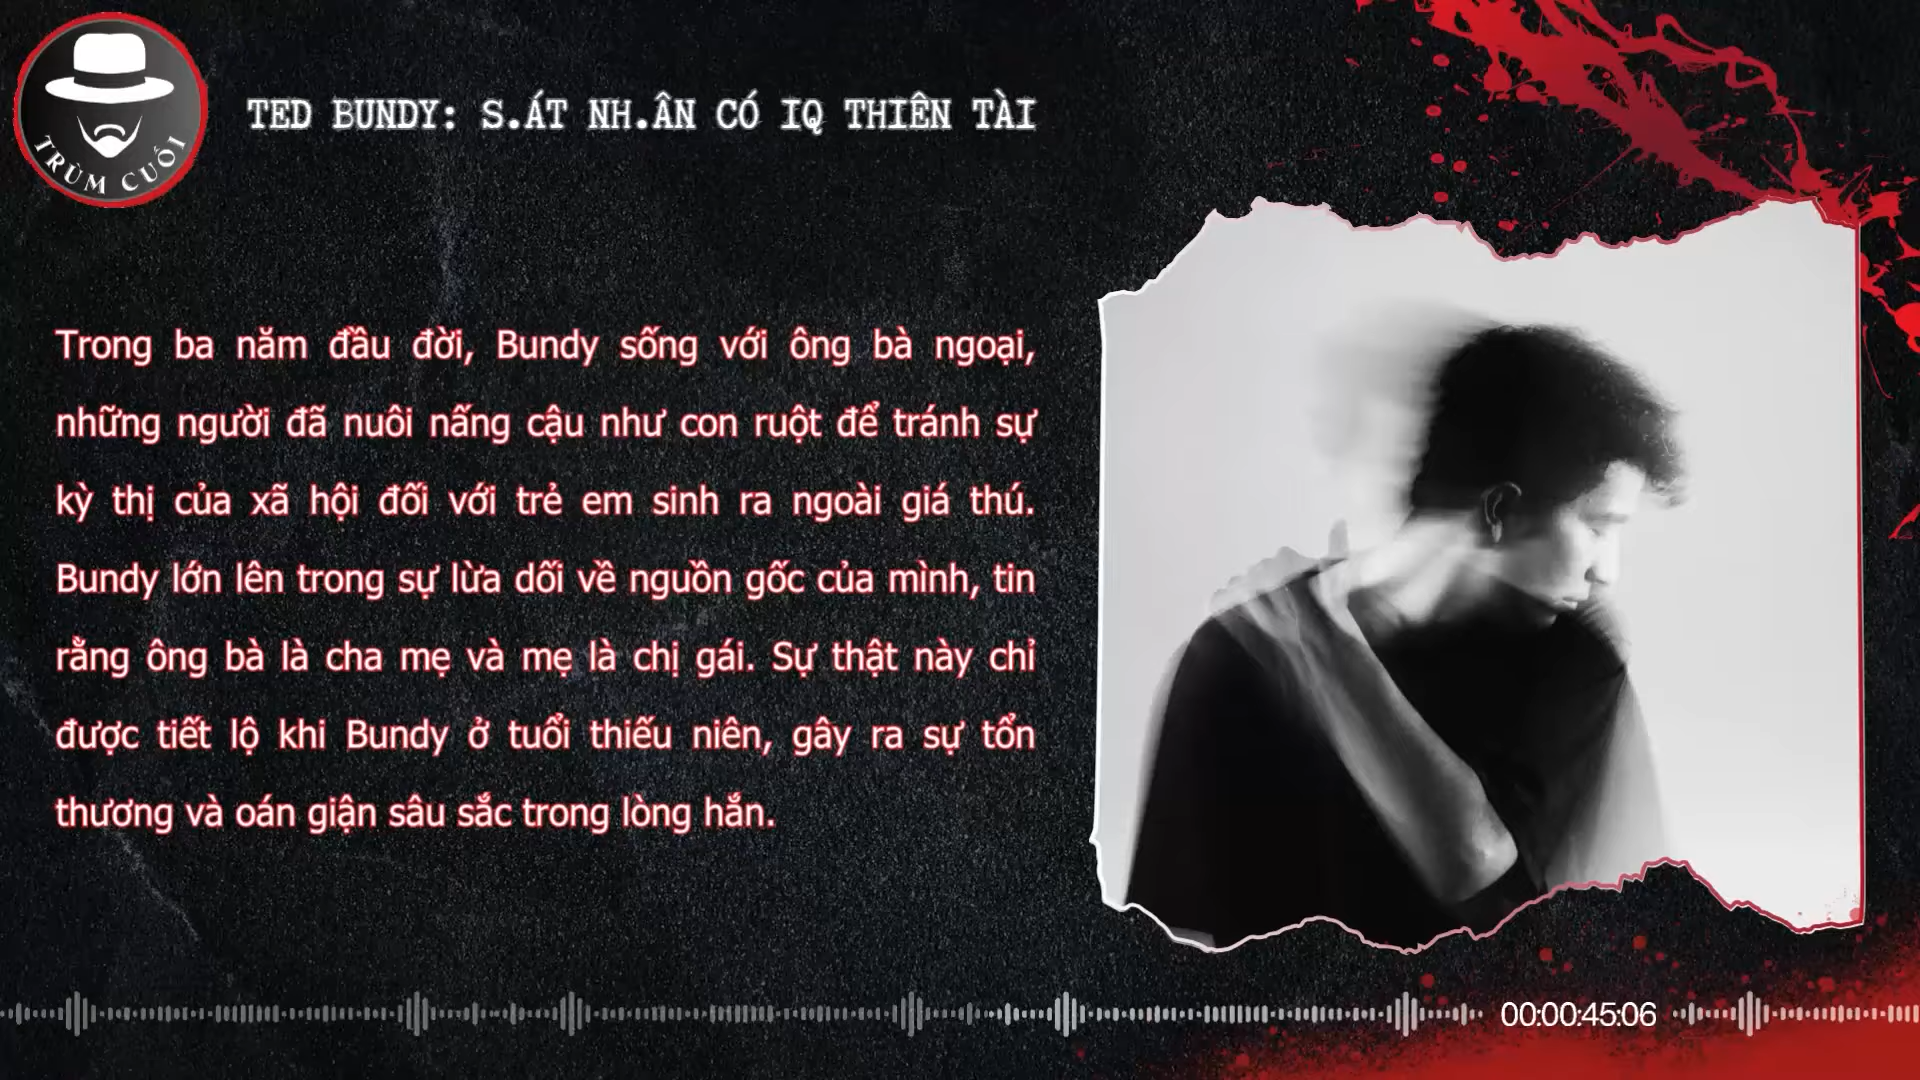 TRÙM CUỐI
TED BUNDY: S.ÁT NH.ÂN CÓ IQ THIÊN TÀI
Trong ba năm đầu đời, Bundy sống với ông bà ngoại,
những người đã nuôi nấng cậu như con ruột để tránh sự
kỳ thị của xã hội đối với trẻ em sinh ra ngoài giá thú.
Bundy lớn lên trong sự lừa dối về nguồn gốc của mình, tin
rằng ông bà là cha mẹ và mẹ là chị gái. Sự thật này chỉ
được tiết lộ khi Bundy ở tuổi thiếu niên, gây ra sự tổn
thương và oán giận sâu sắc trong lòng hắn.
00:00:45:06